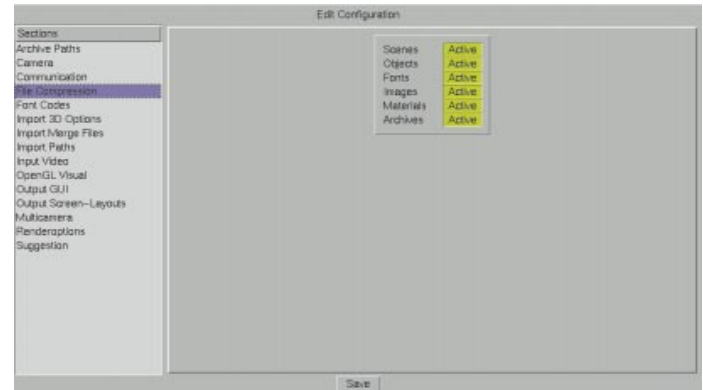 Edit Configuration
Sections
Archive Paths
Camera
Communication
File Compression
Font Codes
Import 3D Options
Import Merge Files
Import Paths
Input Video
OpenGL Visual
Output GUI
Output Screen-Layouts
Multicamera
Renderoptions
Suggestion
Scenes Active
Objects Active
Fonts Active
Images Active
Materials Active
Archives Active
Save